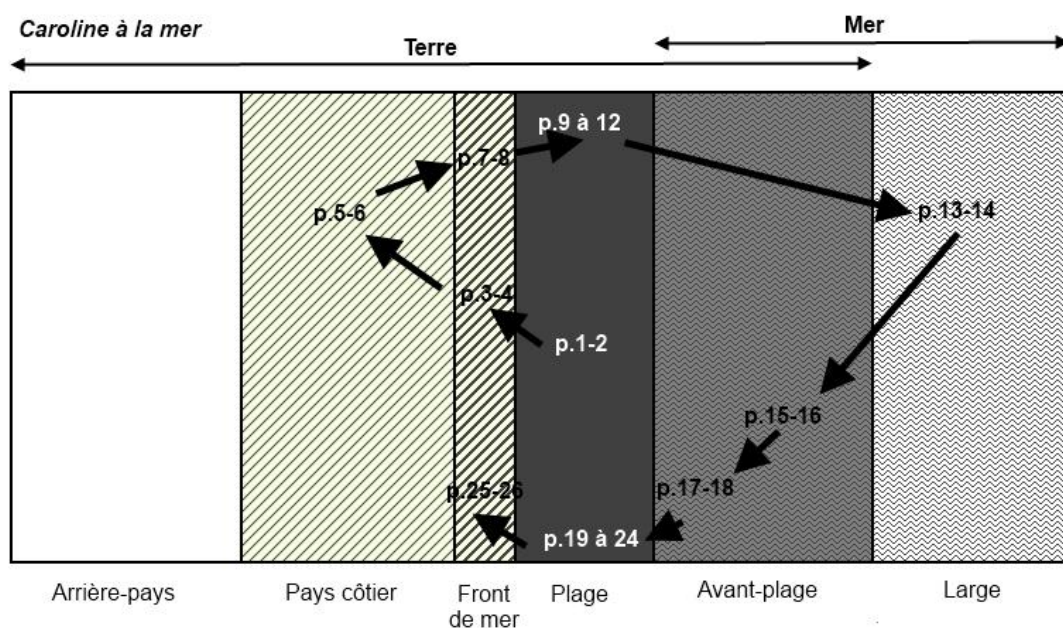 Caroline à la mer
Mer
Terre
p.9 à 12
p.7-8
p.5-6
p.13-14
p.3-4
p.1-2
p.15-16
p.25-26
p.17-18
p.19 à 24
Arrière-pays
Pays côtier
Front
de mer
Plage
Avant-plage
Large